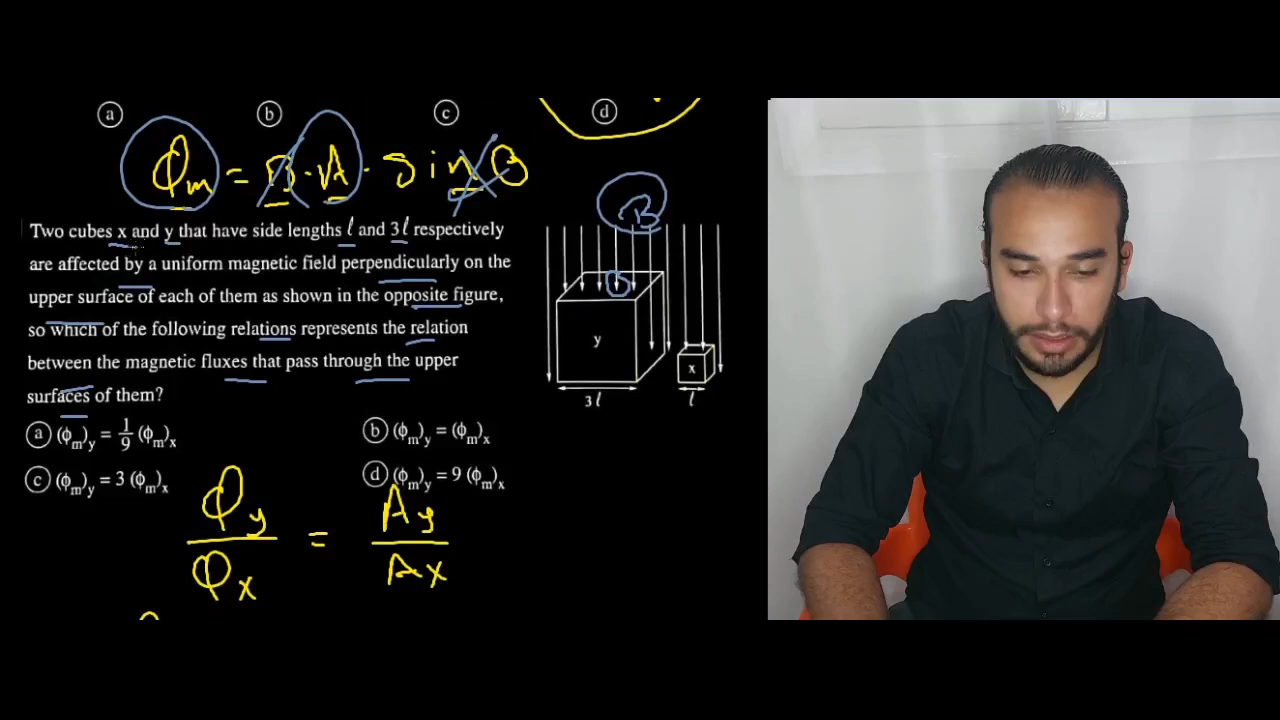 a b c d
Φm = B · A · sin θ
B
Two cubes x and y that have side lengths l and 3l respectively
are affected by a uniform magnetic field perpendicularly on the
upper surface of each of them as shown in the opposite figure,
so which of the following relations represents the relation
between the magnetic fluxes that pass through the upper
surfaces of them?
y
x
3l
l
a (ϕm)y = 1/9 (ϕm)x b (ϕm)y = (ϕm)x
c (ϕm)y = 3 (ϕm)x d (ϕm)y = 9 (ϕm)x
Φy/Φx = Ay/Ax